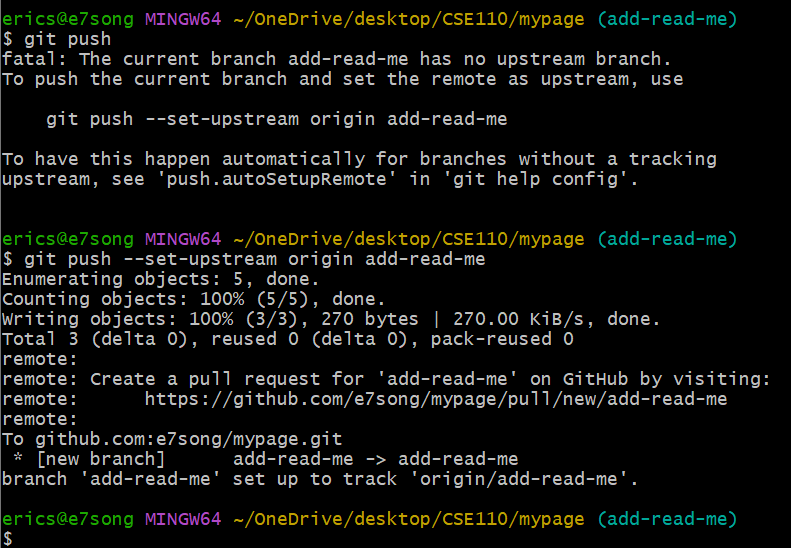 erics@e7song MINGW64 ~/OneDrive/desktop/CSE110/mypage (add-read-me)
$ git push
fatal: The current branch add-read-me has no upstream branch.
To push the current branch and set the remote as upstream, use
    git push --set-upstream origin add-read-me
To have this happen automatically for branches without a tracking
upstream, see 'push.autoSetupRemote' in 'git help config'.
erics@e7song MINGW64 ~/OneDrive/desktop/CSE110/mypage (add-read-me)
$ git push --set-upstream origin add-read-me
Enumerating objects: 5, done.
Counting objects: 100% (5/5), done.
Writing objects: 100% (3/3), 270 bytes | 270.00 KiB/s, done.
Total 3 (delta 0), reused 0 (delta 0), pack-reused 0
remote:
remote: Create a pull request for 'add-read-me' on GitHub by visiting:
remote:      https://github.com/e7song/mypage/pull/new/add-read-me
remote:
To github.com:e7song/mypage.git
 * [new branch]      add-read-me -> add-read-me
branch 'add-read-me' set up to track 'origin/add-read-me'.
erics@e7song MINGW64 ~/OneDrive/desktop/CSE110/mypage (add-read-me)
$